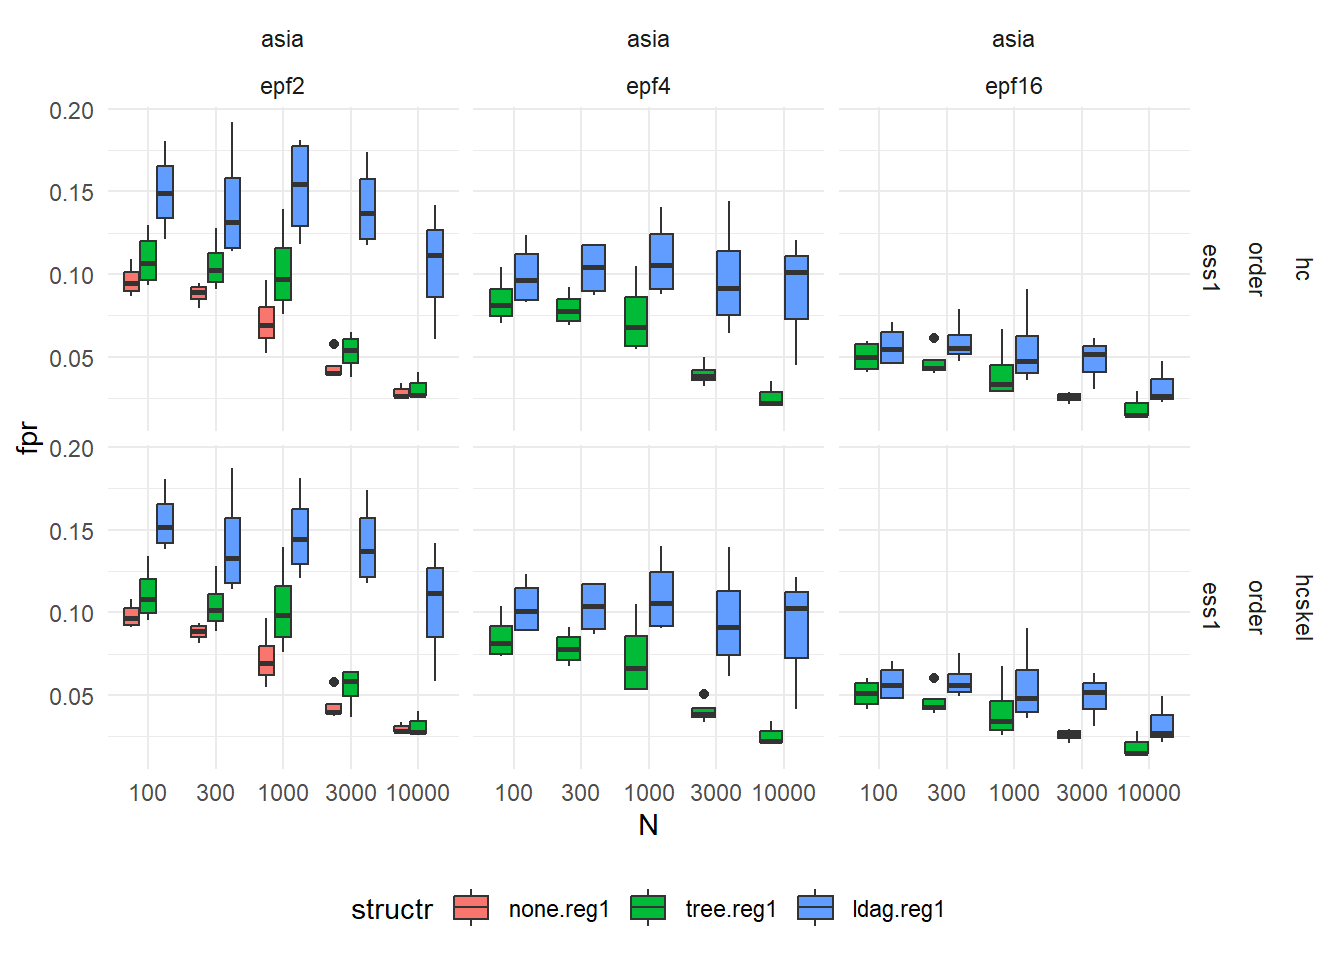 asia asia asia
epf2 epf4 epf16
0.20
0.15
0.10
0.05
ess1 order hc
fpr
0.20
0.15
0.10
0.05
ess1 order hcskel
100 300 1000 3000 10000 100 300 1000 3000 10000 100 300 1000 3000 10000
N
structr none.reg1 tree.reg1 ldag.reg1